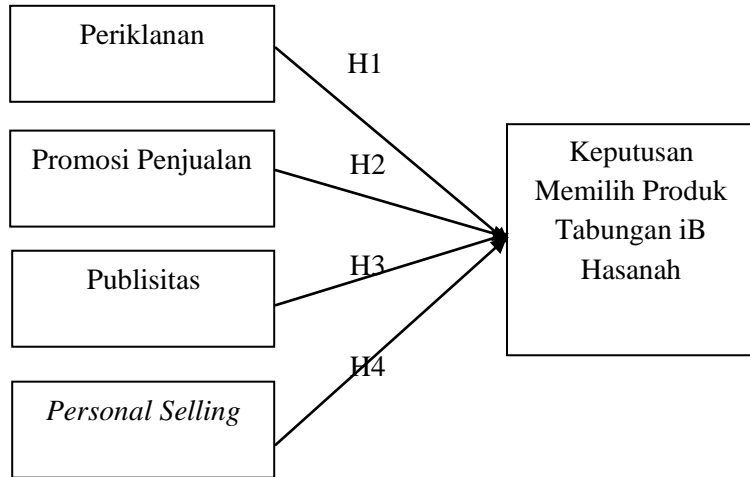 Periklanan
H1
Promosi Penjualan
H2
Publisitas
H3
Personal Selling
H4
Keputusan
Memilih Produk
Tabungan iB
Hasanah